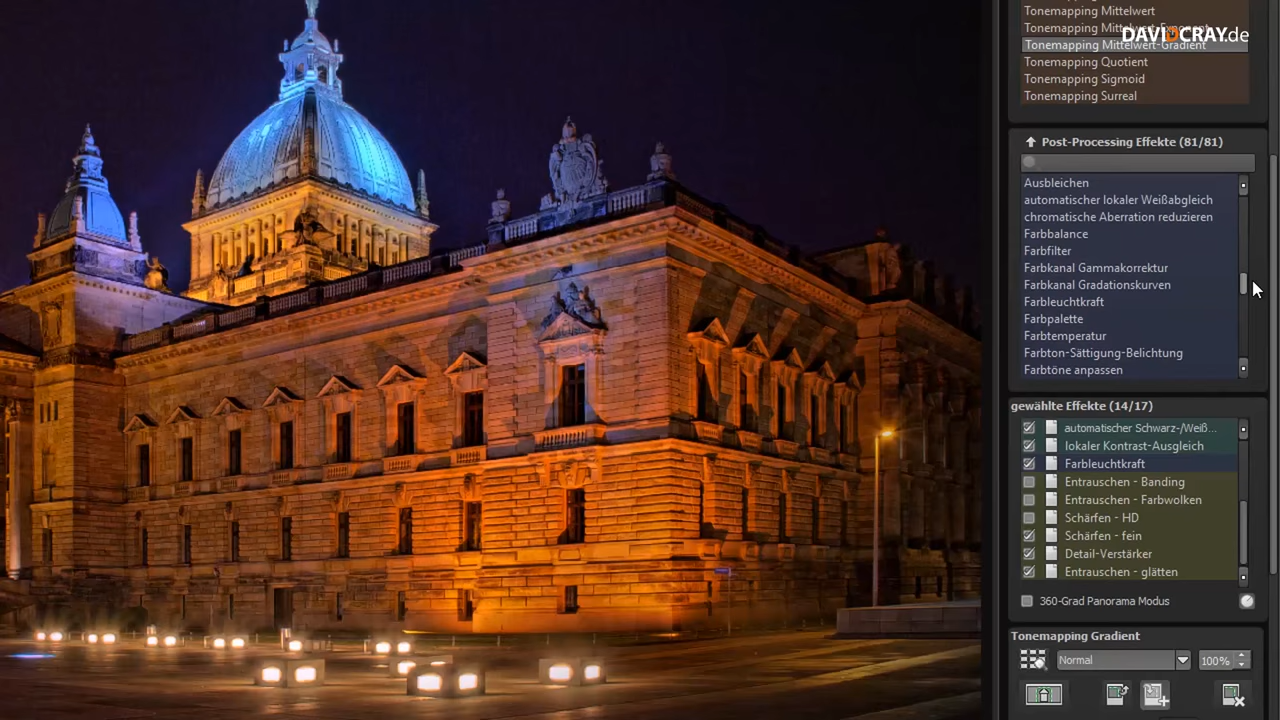 Tonemapping Mittelwert
Tonemapping Mittelwert-Exponent
DAVIDCRAY.de
Tonemapping Mittelwert-Gradient
Tonemapping Quotient
Tonemapping Sigmoid
Tonemapping Surreal
Post-Processing Effekte (81/81)
Ausbleichen
automatischer lokaler Weißabgleich
chromatische Aberration reduzieren
Farbbalance
Farbfilter
Farbkanal Gammakorrektur
Farbkanal Gradationskurven
Farbleuchtkraft
Farbpalette
Farbtemperatur
Farbton-Sättigung-Belichtung
Farbtöne anpassen
gewählte Effekte (14/17)
automatischer Schwarz-/Weiß...
lokaler Kontrast-Ausgleich
Farbleuchtkraft
Entrauschen - Banding
Entrauschen - Farbwolken
Schärfen - HD
Schärfen - fein
Detail-Verstärker
Entrauschen - glätten
360-Grad Panorama Modus
Tonemapping Gradient
Normal
100%